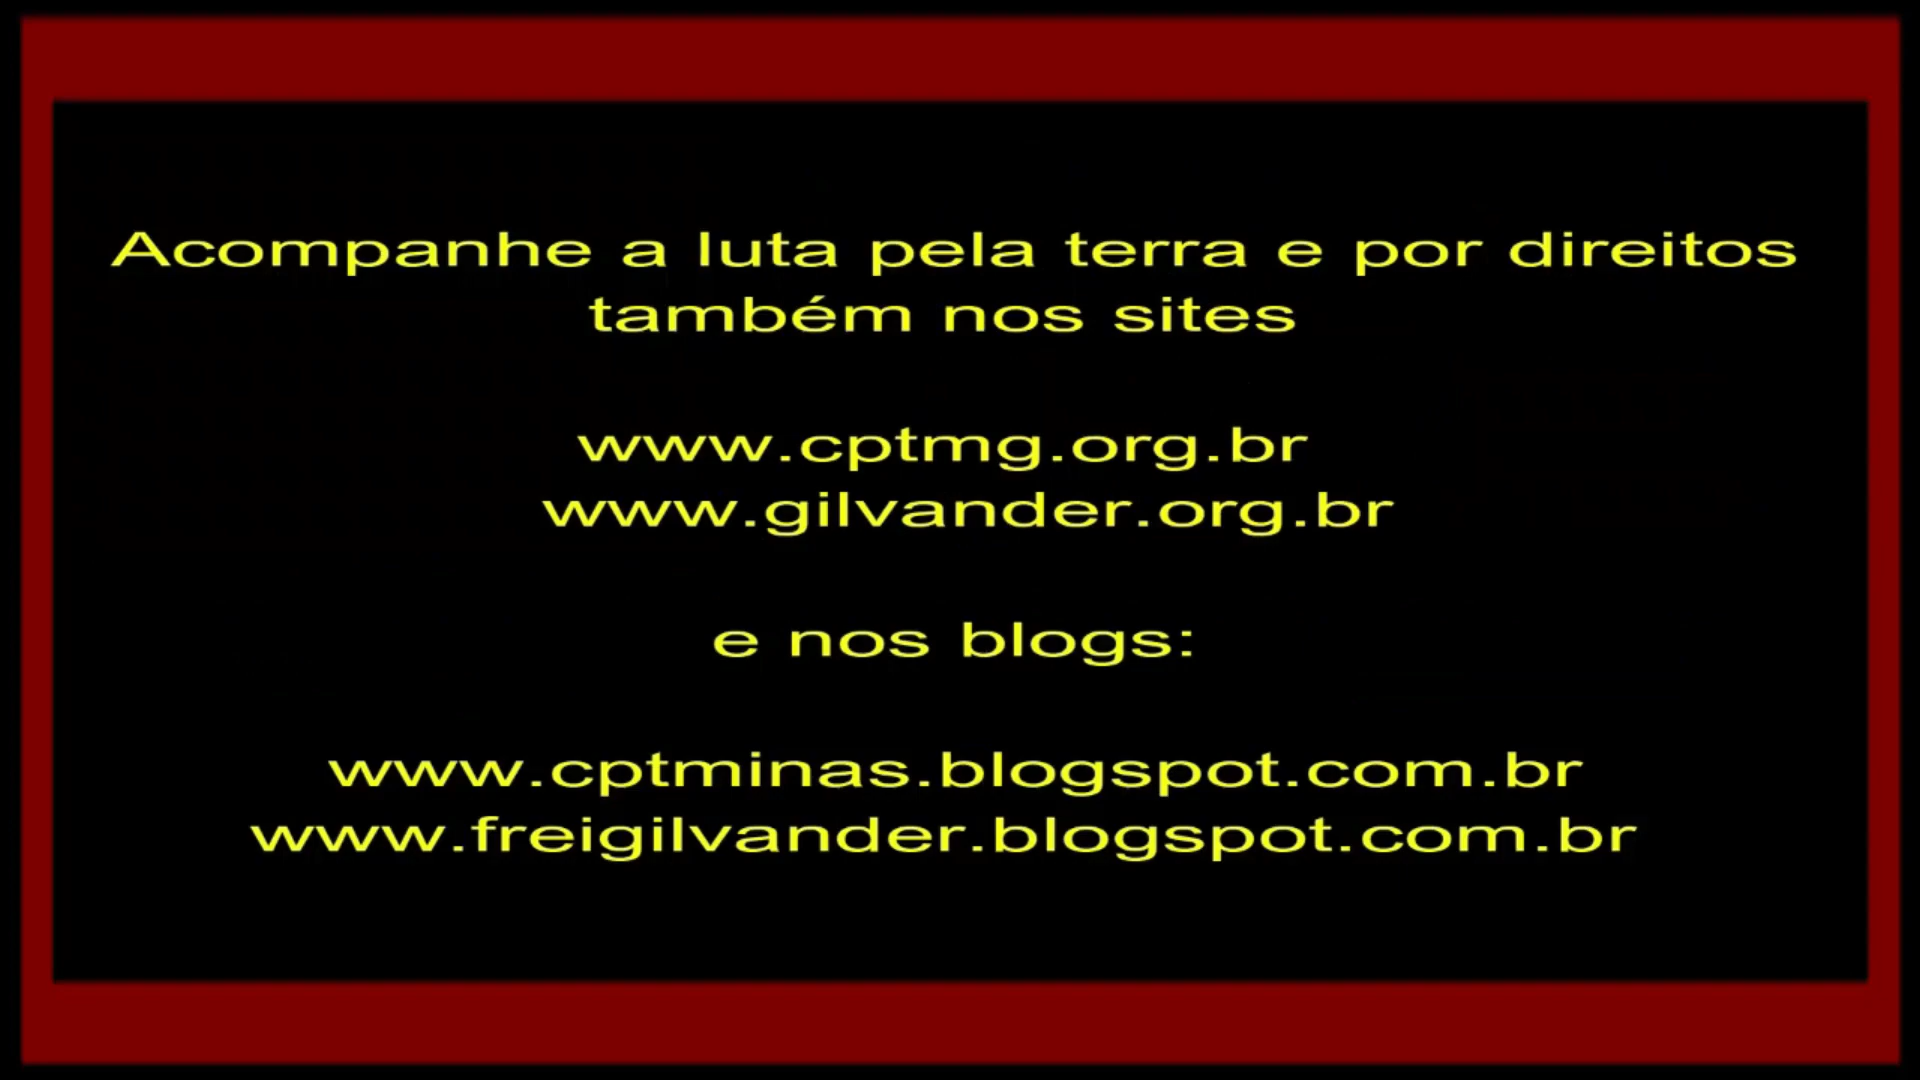 Acompanhe a luta pela terra e por direitos
também nos sites
www.cptmg.org.br
www.gilvander.org.br
e nos blogs:
www.cptminas.blogspot.com.br
www.freigilvander.blogspot.com.br